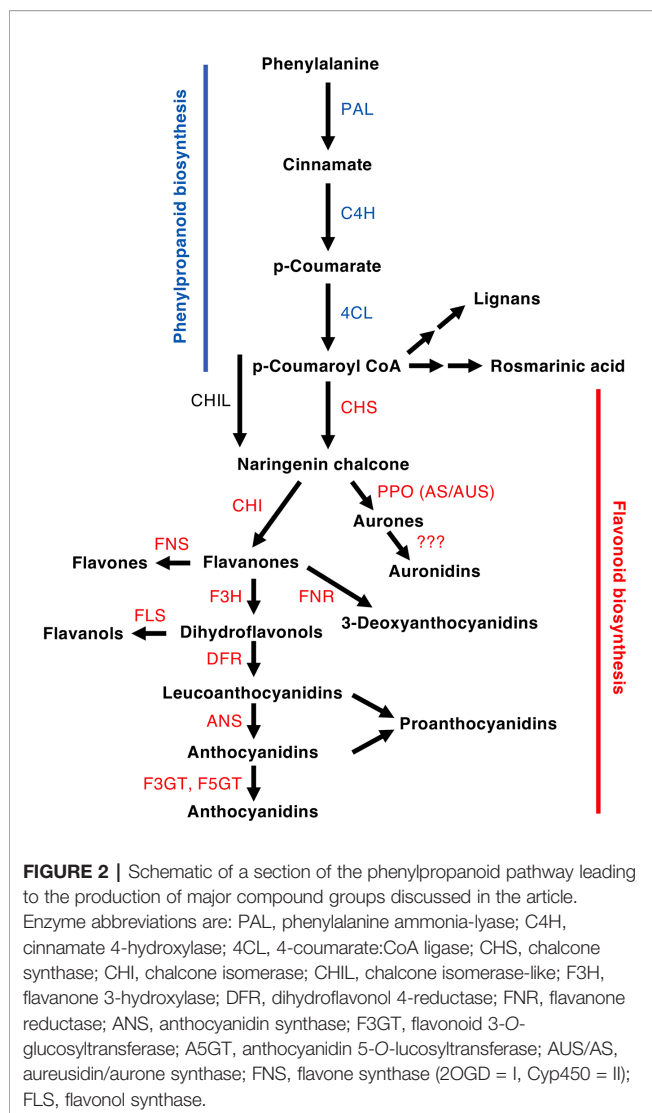 Phenylalanine
PAL
Cinnamate
C4H
p-Coumarate
4CL
Lignans
p-Coumaroyl CoA
Rosmarinic acid
Phenylpropanoid biosynthesis
CHIL
CHS
Naringenin chalcone
CHI
PPO (AS/AUS)
Aurones
???
Auronidins
FNS
Flavones
Flavanones
F3H
FNR
3-Deoxyanthocyanidins
FLS
Flavanols
Dihydroflavonols
DFR
Leucoanthocyanidins
ANS
Proanthocyanidins
Anthocyanidins
F3GT, F5GT
Anthocyanidins
Flavonoid biosynthesis
FIGURE 2 | Schematic of a section of the phenylpropanoid pathway leading
to the production of major compound groups discussed in the article.
Enzyme abbreviations are: PAL, phenylalanine ammonia-lyase; C4H,
cinnamate 4-hydroxylase; 4CL, 4-coumarate:CoA ligase; CHS, chalcone
synthase; CHI, chalcone isomerase; CHIL, chalcone isomerase-like; F3H,
flavanone 3-hydroxylase; DFR, dihydroflavonol 4-reductase; FNR, flavanone
reductase; ANS, anthocyanidin synthase; F3GT, flavonoid 3-O-
glucosyltransferase; A5GT, anthocyanidin 5-O-lucosyltransferase; AUS/AS,
aureusidin/aurone synthase; FNS, flavone synthase (2OGD = I, Cyp450 = II);
FLS, flavonol synthase.